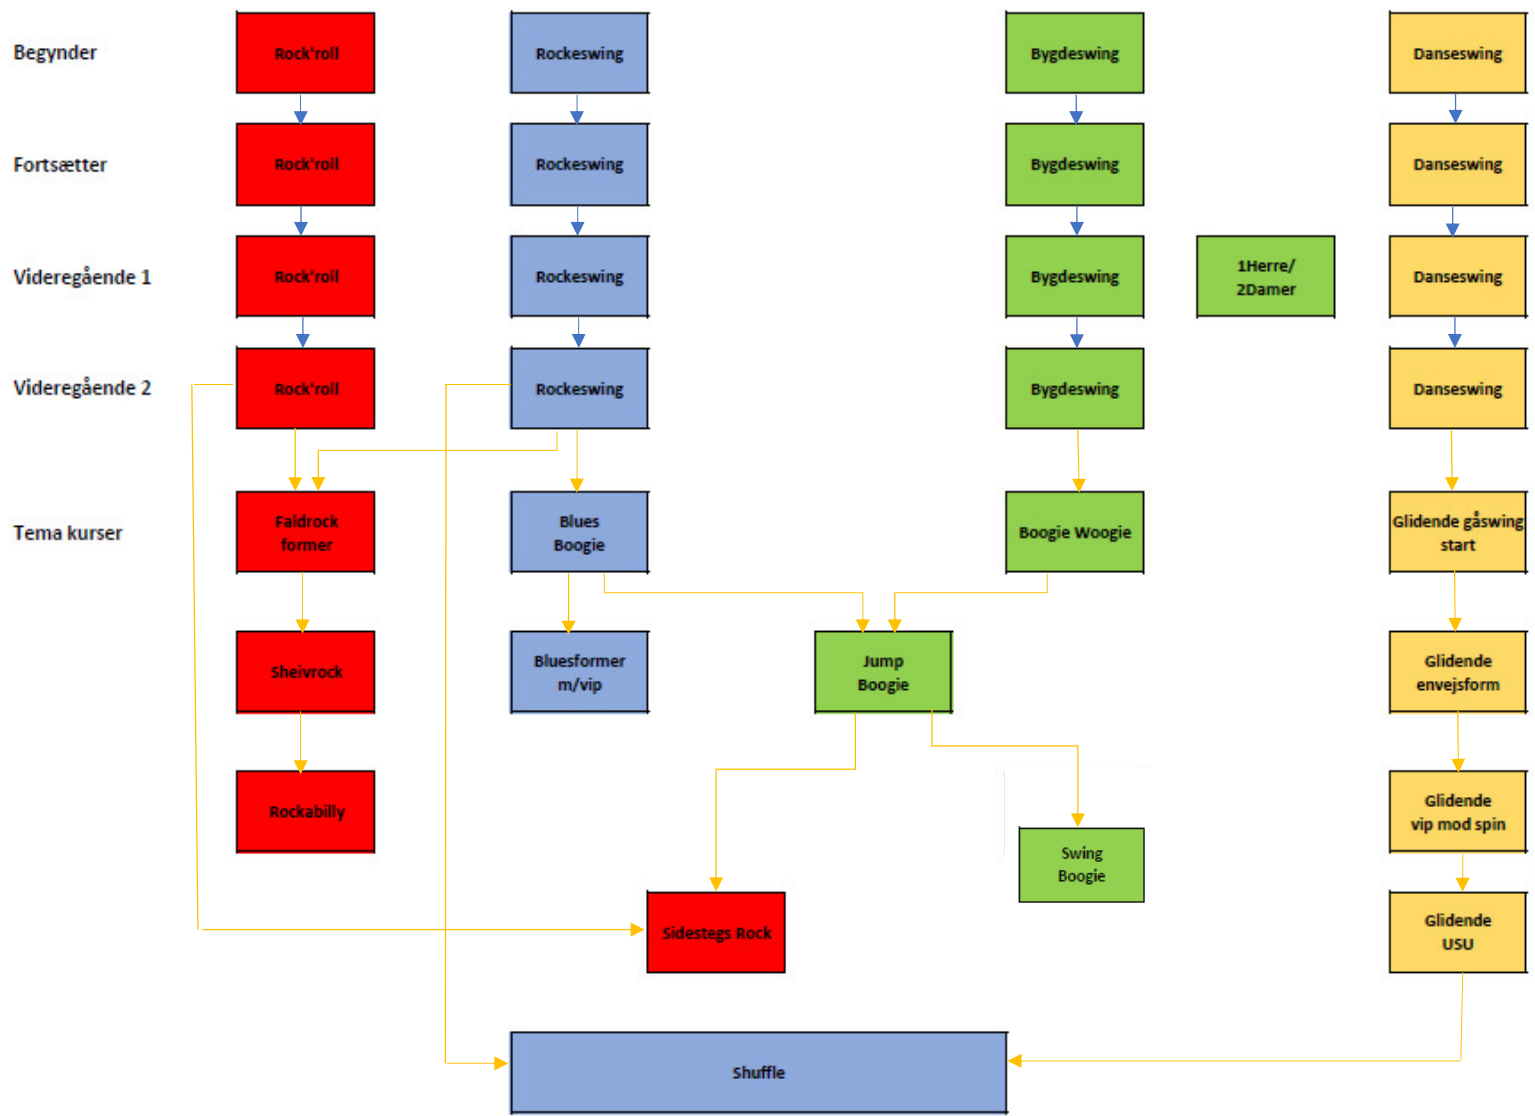 Begynder
Rock'roll
Rockeswing
Bygdeswing
Danseswing
Fortsætter
Rock'roll
Rockeswing
Bygdeswing
Danseswing
Videregående 1
Rock'roll
Rockeswing
Bygdeswing
1Herre/
2Damer
Danseswing
Videregående 2
Rock'roll
Rockeswing
Bygdeswing
Danseswing
Tema kurser
Faldrock
former
Blues
Boogie
Boogie Woogie
Glidende gåswing
start
Sheivrock
Bluesformer
m/vip
Jump
Boogie
Glidende
envejsform
Rockabilly
Swing
Boogie
Glidende
vip mod spin
Sidestegs Rock
Glidende
USU
Shuffle